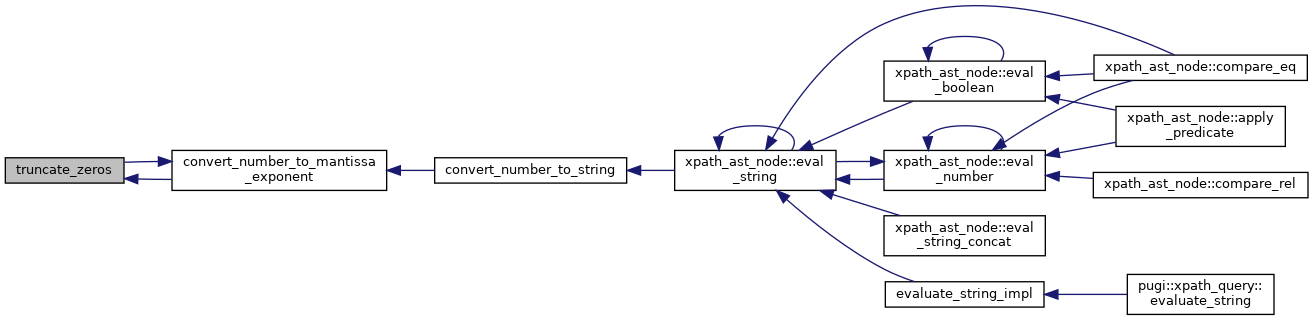 truncate_zeros
convert_number_to_mantissa
_exponent
convert_number_to_string
xpath_ast_node::eval
_string
xpath_ast_node::eval
_boolean
xpath_ast_node::eval
_number
xpath_ast_node::eval
_string_concat
evaluate_string_impl
xpath_ast_node::compare_eq
xpath_ast_node::apply
_predicate
xpath_ast_node::compare_rel
pugi::xpath_query::
evaluate_string